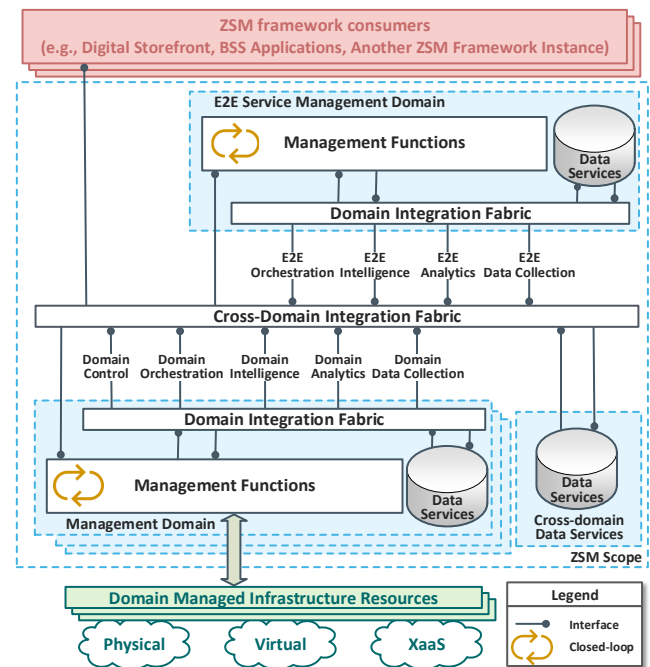 ZSM framework consumers
(e.g., Digital Storefront, BSS Applications, Another ZSM Framework Instance)
E2E Service Management Domain
Management Functions
Data
Services
Domain Integration Fabric
E2E
Orchestration
E2E
Intelligence
E2E
Analytics
E2E
Data Collection
Cross-Domain Integration Fabric
Domain
Control
Domain
Orchestration
Domain
Intelligence
Domain
Analytics
Domain
Data Collection
Domain Integration Fabric
Management Functions
Data
Services
Management Domain
Data
Services
Cross-domain
Data Services
ZSM Scope
Domain Managed Infrastructure Resources
Physical
Virtual
XaaS
Legend
Interface
Closed-loop